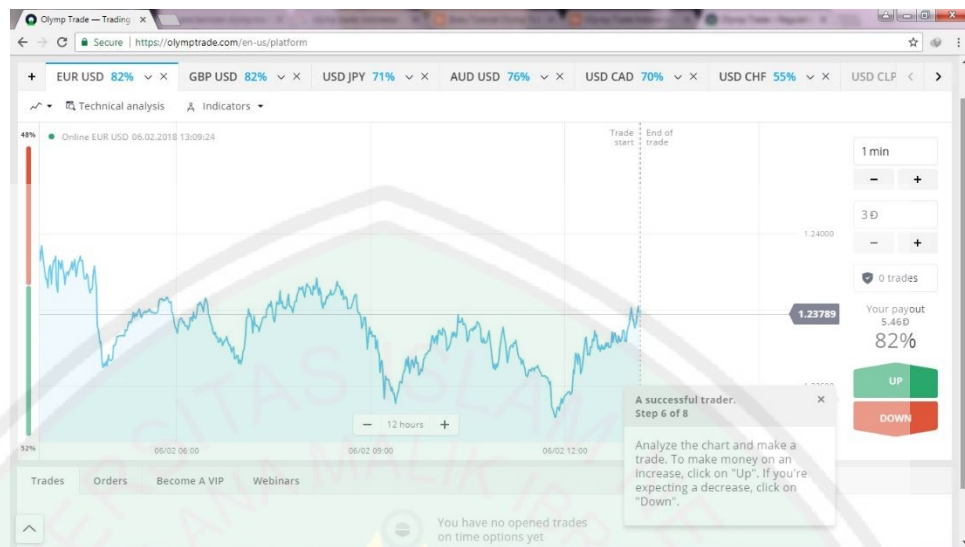 Olymp Trade — Trading
Secure | https://olymptrade.com/en-us/platform
+ EUR USD 82% GBP USD 82% USD JPY 71% AUD USD 76% USD CAD 70% USD CHF 55% USD CLP
Technical analysis Indicators
48%
Online EUR USD 06.02.2018 13:09:24
Trade start
End of trade
1 min
− +
3 Đ
− +
1.24000
0 trades
1.23789
Your payout
5.46 Đ
82%
UP
DOWN
A successful trader.
Step 6 of 8
Analyze the chart and make a
trade. To make money on an
increase, click on "Up". If you're
expecting a decrease, click on
"Down".
− 12 hours +
52%
06/02 06:00 06/02 09:00 06/02 12:00
Trades Orders Become A VIP Webinars
You have no opened trades
on time options yet